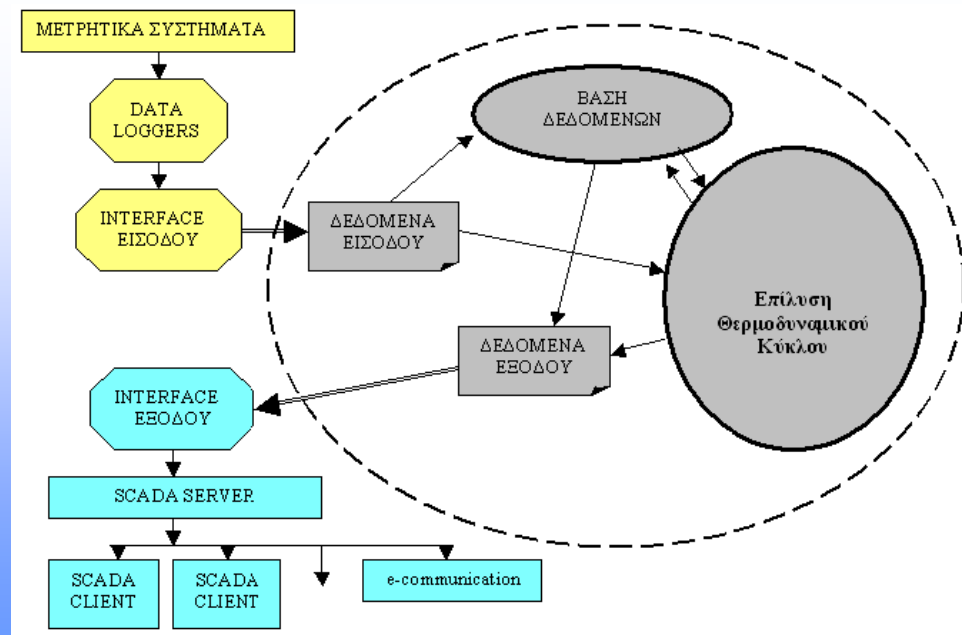 ΜΕΤΡΗΤΙΚΑ ΣΥΣΤΗΜΑΤΑ
DATA
LOGGERS
INTERFACE
ΕΙΣΟΔΟΥ
ΔΕΔΟΜΕΝΑ
ΕΙΣΟΔΟΥ
ΒΑΣΗ
ΔΕΔΟΜΕΝΩΝ
Επίλυση
Θερμοδυναμικού
Κύκλου
ΔΕΔΟΜΕΝΑ
ΕΞΟΔΟΥ
INTERFACE
ΕΞΟΔΟΥ
SCADA SERVER
SCADA
CLIENT
SCADA
CLIENT
e-communication